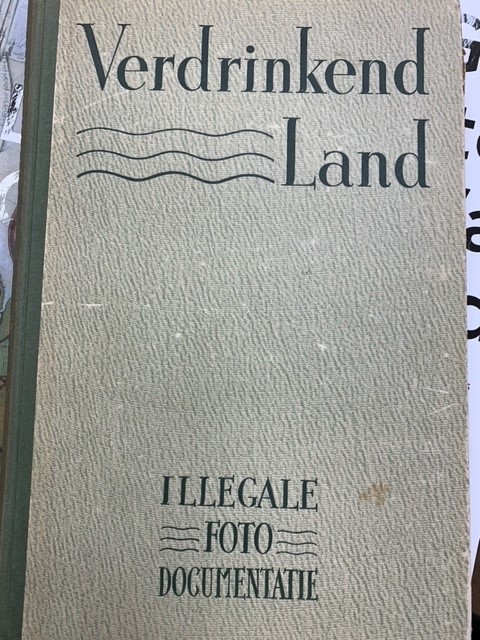 Verdrinkend
Land
ILLEGALE
FOTO
DOCUMENTATIE